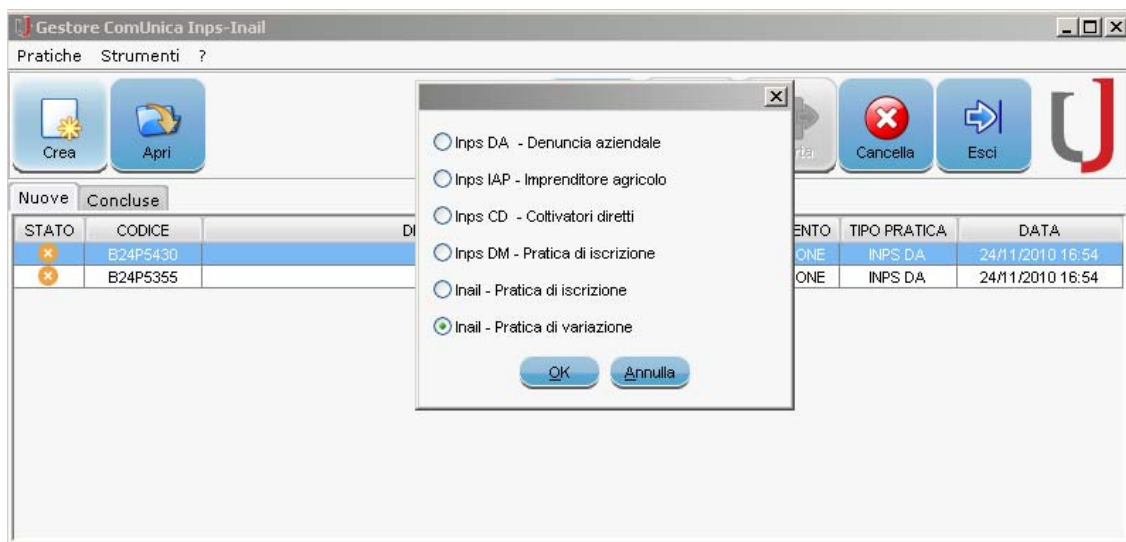 Gestore ComUnica Inps-Inail
Pratiche Strumenti ?
Crea Apri Cancella Esci
Inps DA - Denuncia aziendale
Inps IAP - Imprenditore agricolo
Inps CD - Coltivatori diretti
Inps DM - Pratica di iscrizione
Inail - Pratica di iscrizione
Inail - Pratica di variazione
OK Annulla
Nuove Concluse
STATO CODICE TIPO PRATICA DATA
B24P5430 INPS DA 24/11/2010 16:54
B24P5355 INPS DA 24/11/2010 16:54